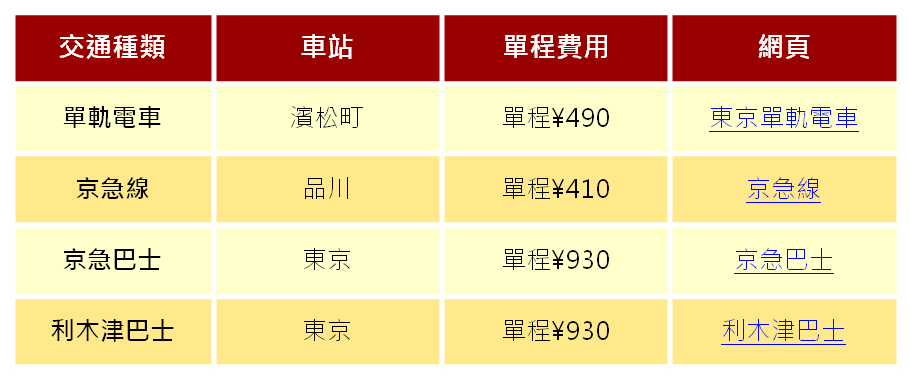 交通種類 車站 單程費用 網頁
單軌電車 濱松町 單程¥490 東京單軌電車
京急線 品川 單程¥410 京急線
京急巴士 東京 單程¥930 京急巴士
利木津巴士 東京 單程¥930 利木津巴士